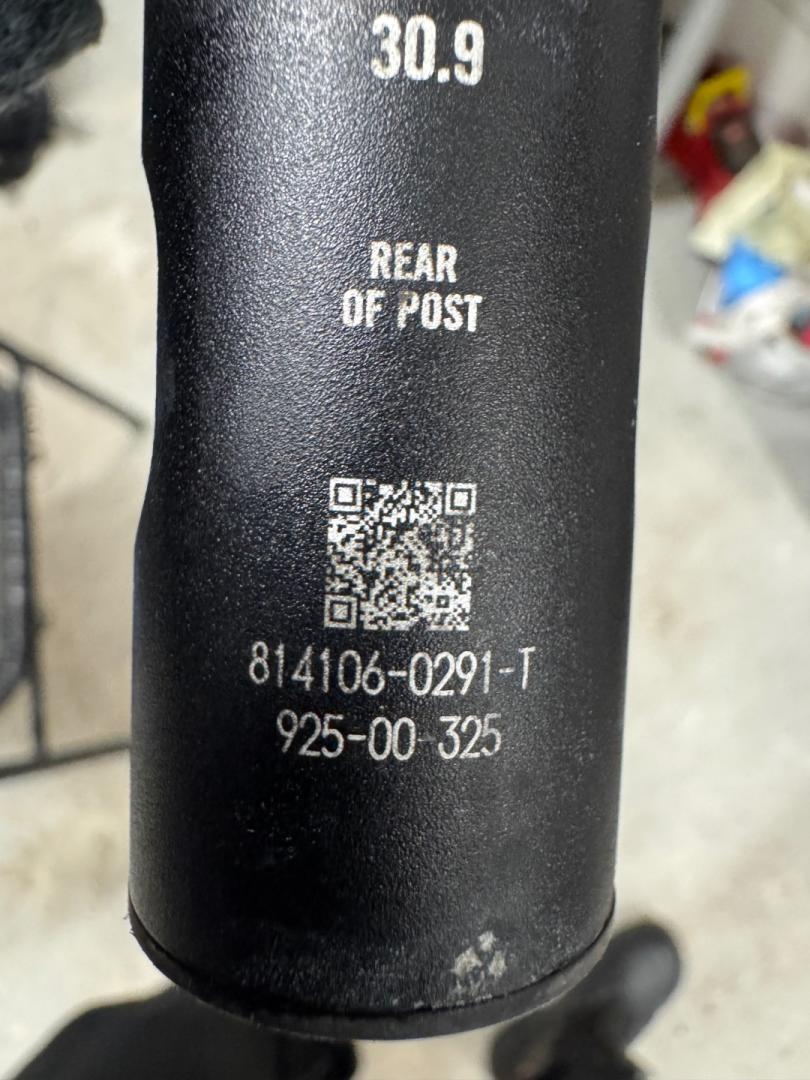 30.9
REAR
OF POST
814106-0291-T
925-00-325